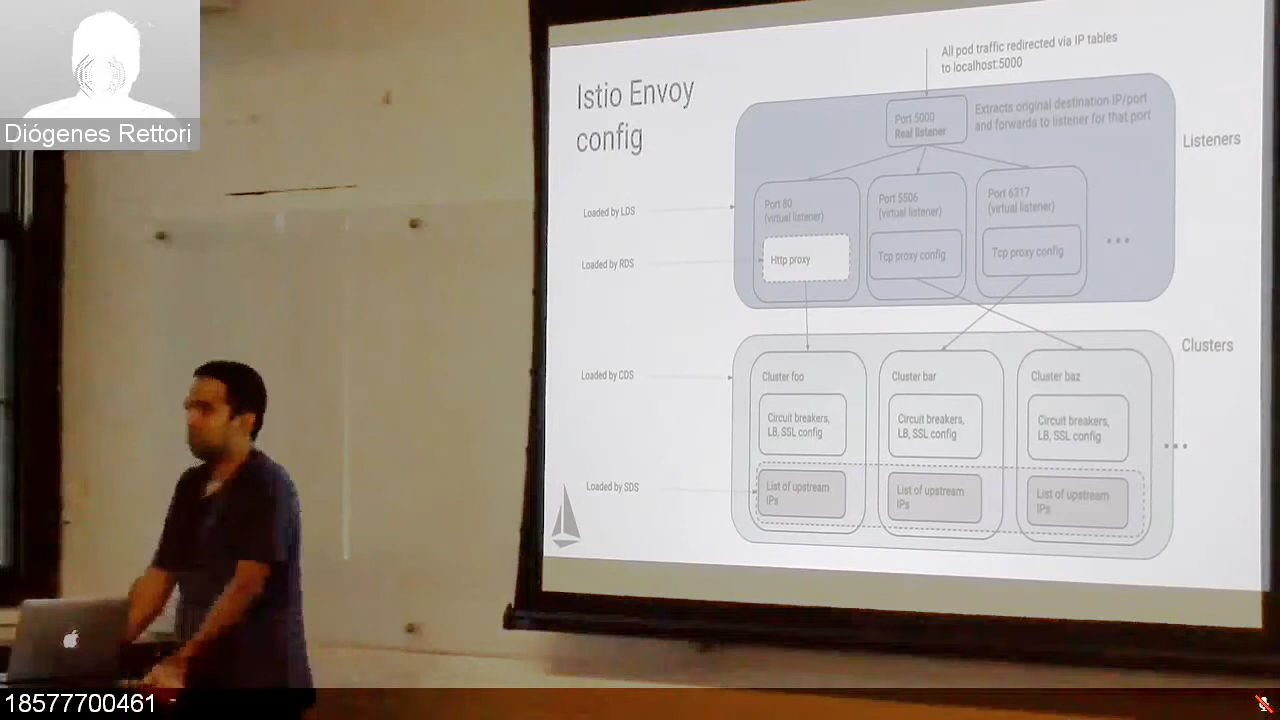 Diógenes Rettori
Istio Envoy
config
All pod traffic redirected via IP tables
to localhost:5000
Port 5000
Real listener
Extracts original destination IP/port
and forwards to listener for that port
Listeners
Loaded by LDS
Port 80
(virtual listener)
Port 5506
(virtual listener)
Port 6317
(virtual listener)
Loaded by RDS
Http proxy
Tcp proxy config
Tcp proxy config
...
Clusters
Loaded by CDS
Cluster foo
Cluster bar
Cluster baz
Circuit breakers,
LB, SSL config
Circuit breakers,
LB, SSL config
Circuit breakers,
LB, SSL config
...
Loaded by SDS
List of upstream
IPs
List of upstream
IPs
List of upstream
IPs
18577700461